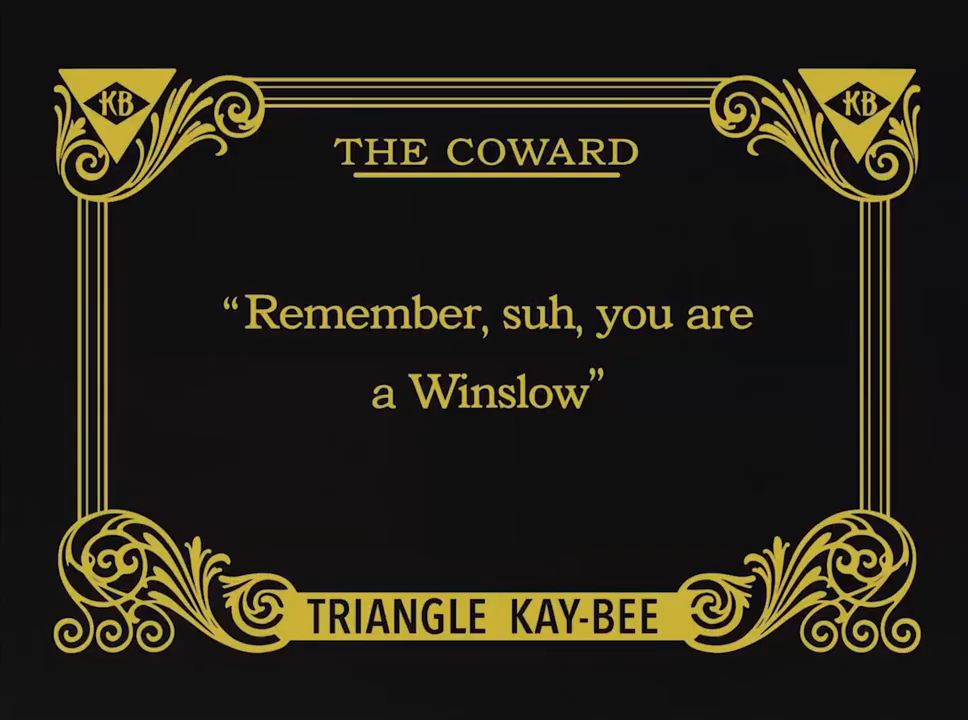 KB KB
THE COWARD
“Remember, suh, you are
a Winslow”
TRIANGLE KAY-BEE